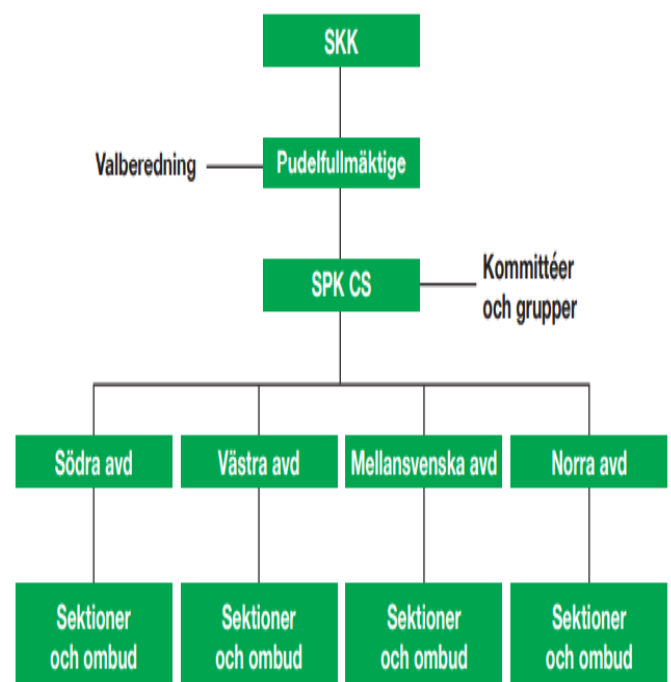 SKK
Valberedning
Pudelfullmäktige
SPK CS
Kommittéer
och grupper
Södra avd
Västra avd
Mellansvenska avd
Norra avd
Sektioner
och ombud
Sektioner
och ombud
Sektioner
och ombud
Sektioner
och ombud